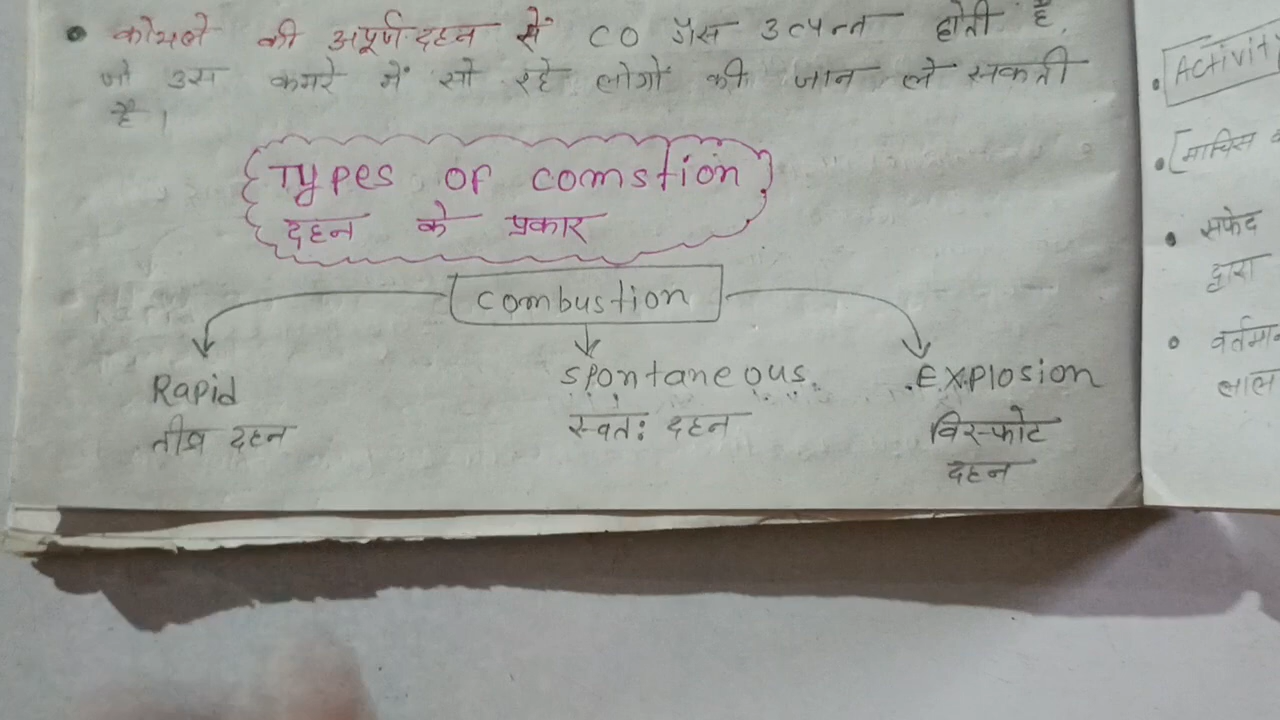 • कोयले की अपूर्ण दहन से CO गैस उत्पन्न होती है,
जो उस कमरे में सो रहे लोगों की जान ले सकती
है।
Types of comstion
दहन के प्रकार
combustion
Rapid
तीव्र दहन
spontaneous
स्वतः दहन
Explosion
विस्फोट
दहन
• Activity
• [माचिस
• सफेद
द्वारा
• वर्तमान
लाल